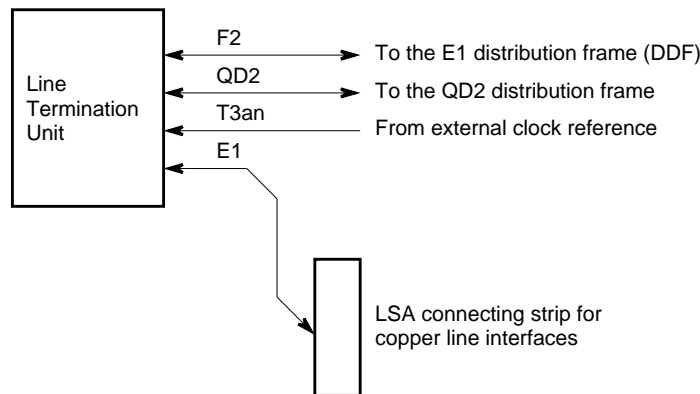 F2
To the E1 distribution frame (DDF)
QD2
To the QD2 distribution frame
Line
Termination
Unit
T3an
From external clock reference
E1
LSA connecting strip for
copper line interfaces